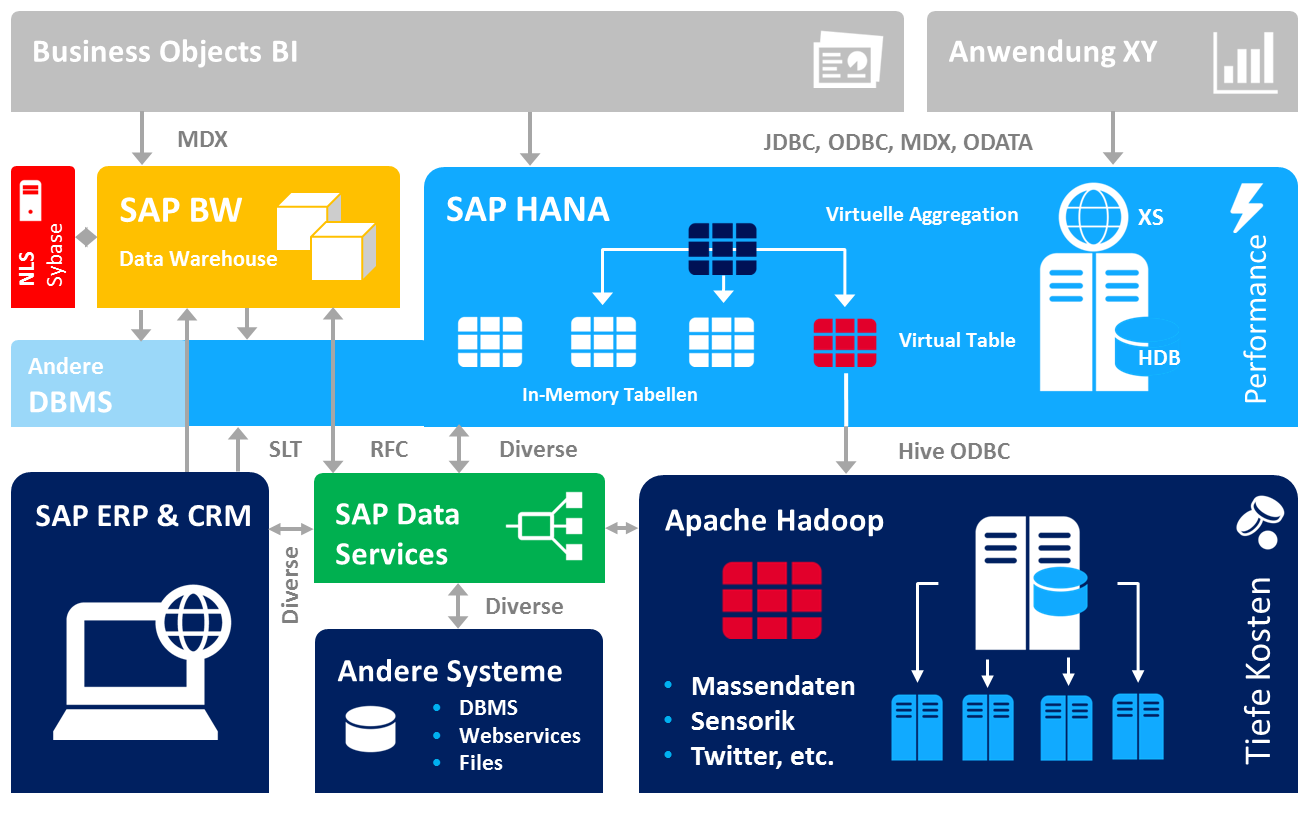 Business Objects BI
Anwendung XY
MDX
JDBC, ODBC, MDX, ODATA
NLS
Sybase
SAP BW
Data Warehouse
SAP HANA
Virtuelle Aggregation
XS
Performance
Virtual Table
HDB
In-Memory Tabellen
Andere
DBMS
SLT
RFC
Diverse
Hive ODBC
SAP ERP & CRM
Diverse
SAP Data
Services
Diverse
Andere Systeme
• DBMS
• Webservices
• Files
Apache Hadoop
• Massendaten
• Sensorik
• Twitter, etc.
Tiefe Kosten